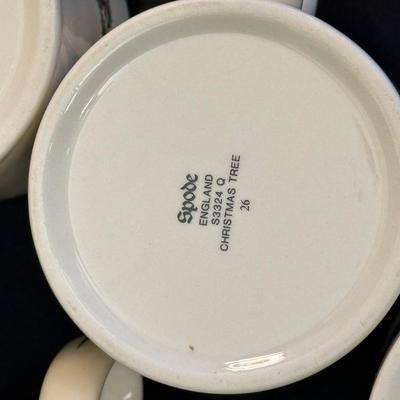 Spode
ENGLAND
S3324 Q
CHRISTMAS TREE
26